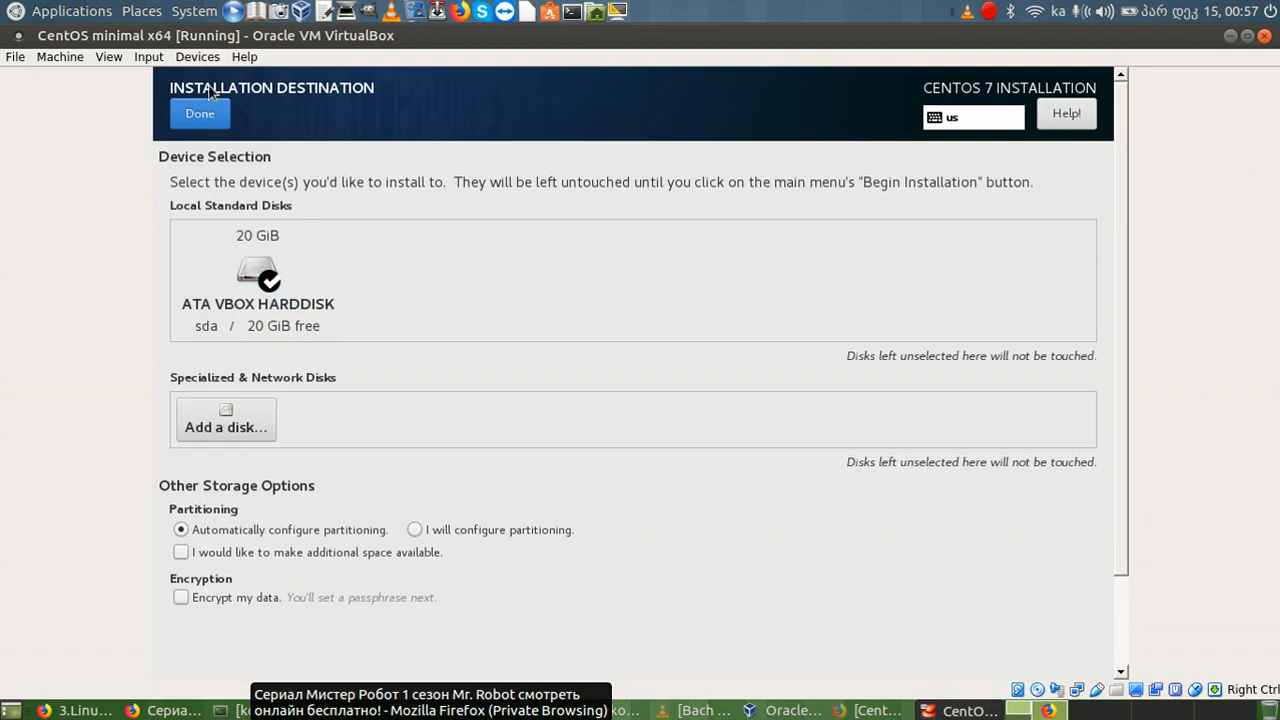 Applications Places System
ka
პარ დეკ 15, 00:57
CentOS minimal x64 [Running] - Oracle VM VirtualBox
File Machine View Input Devices Help
INSTALLATION DESTINATION
CENTOS 7 INSTALLATION
Done
us
Help!
Device Selection
Select the device(s) you'd like to install to. They will be left untouched until you click on the main menu's "Begin Installation" button.
Local Standard Disks
20 GiB
ATA VBOX HARDDISK
sda / 20 GiB free
Disks left unselected here will not be touched.
Specialized & Network Disks
Add a disk...
Disks left unselected here will not be touched.
Other Storage Options
Partitioning
Automatically configure partitioning. I will configure partitioning.
I would like to make additional space available.
Encryption
Encrypt my data. You'll set a passphrase next.
Right Ctrl
Сериал Мистер Робот 1 сезон Mr. Robot смотреть
онлайн бесплатно! - Mozilla Firefox (Private Browsing)
3.Linu... Сериа... [ko ko... [Bach ... Oracle... [Cent... CentO...